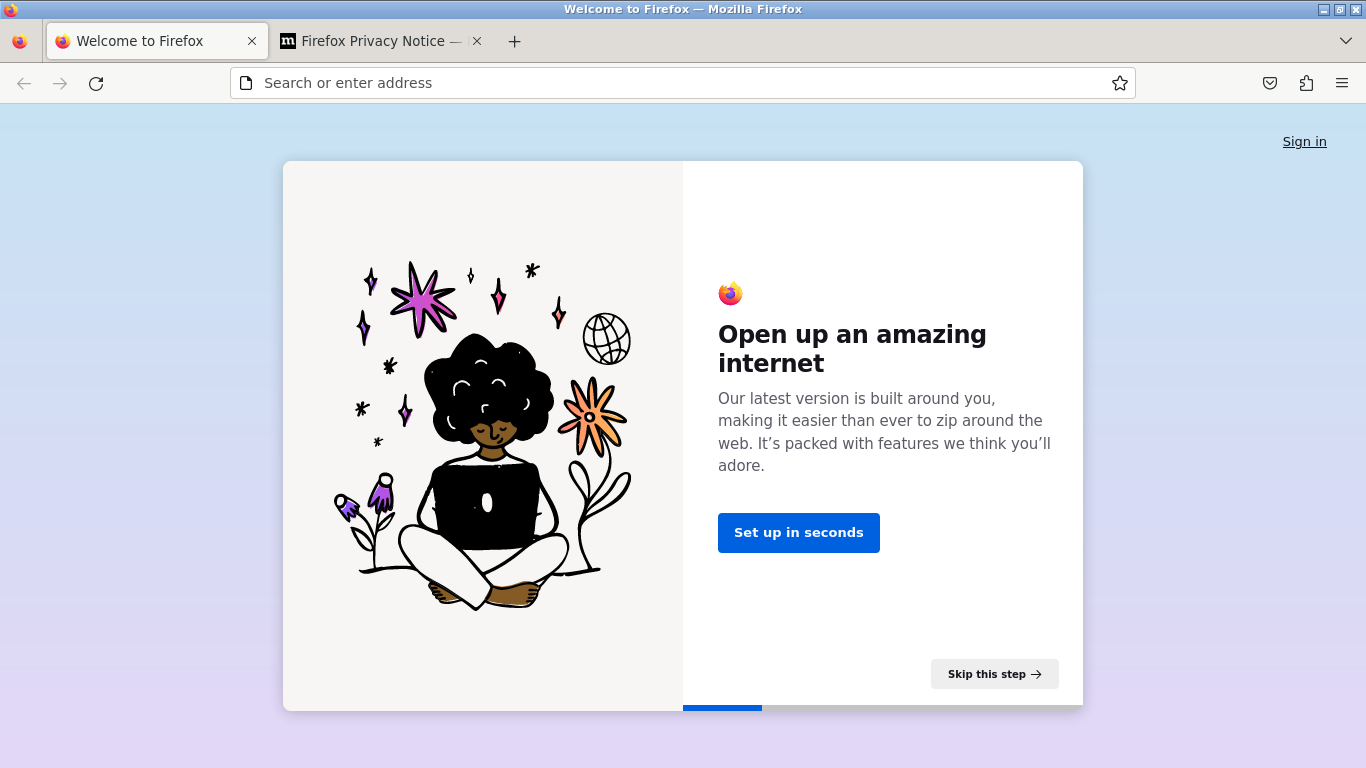 Welcome to Firefox — Mozilla Firefox
Welcome to Firefox
Firefox Privacy Notice —
Search or enter address
Sign in
Open up an amazing
internet
Our latest version is built around you,
making it easier than ever to zip around the
web. It’s packed with features we think you’ll
adore.
Set up in seconds
Skip this step